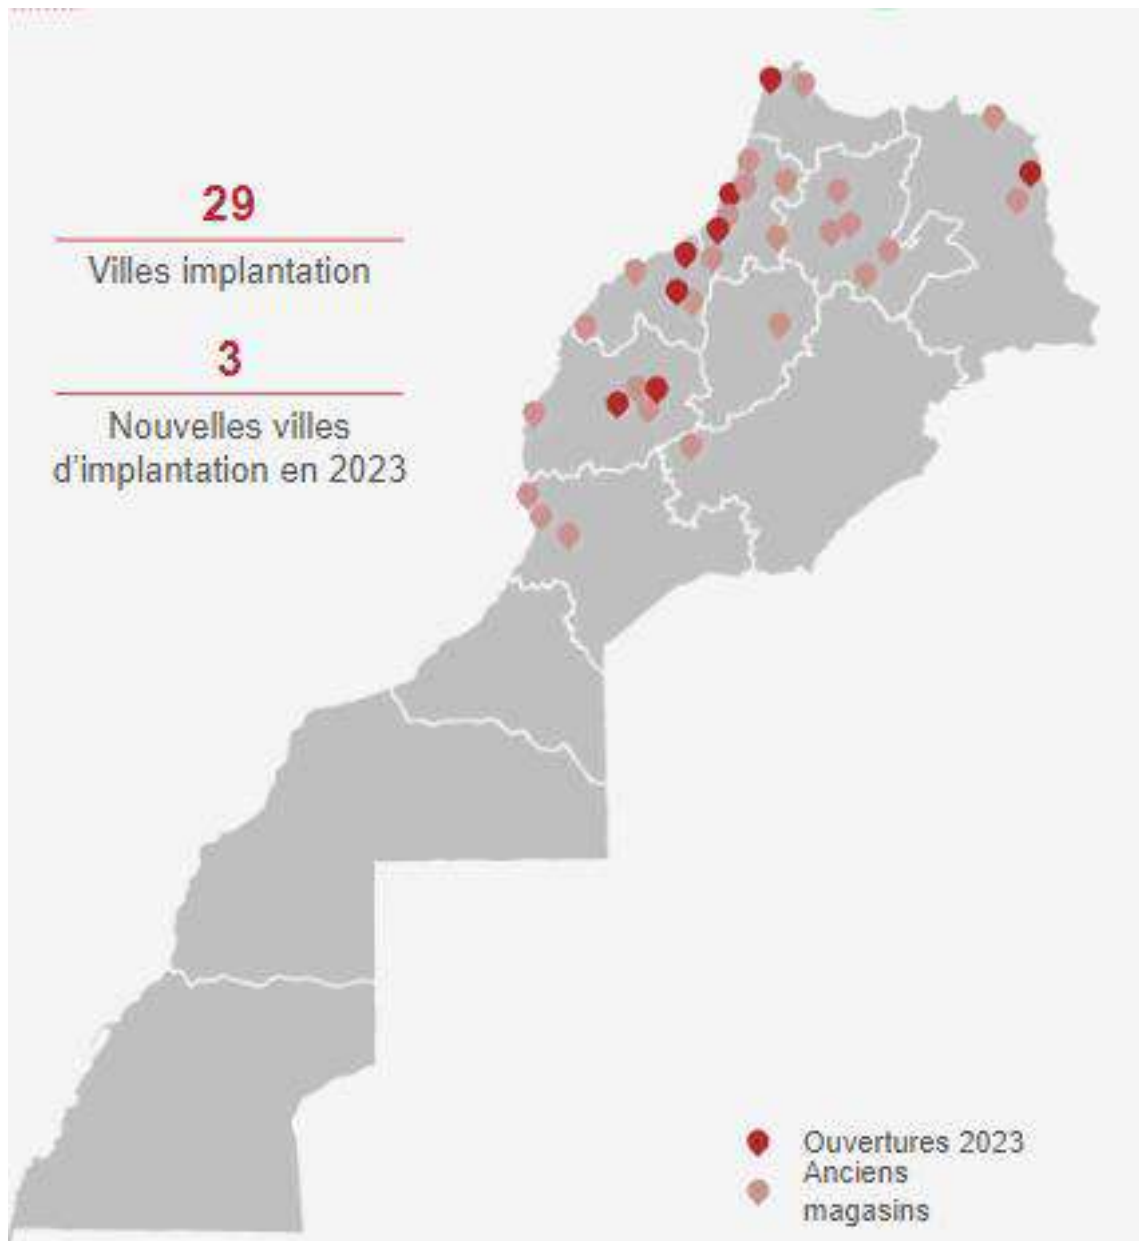 29
Villes implantation
3
Nouvelles villes
d'implantation en 2023
Ouvertures 2023
Anciens
magasins